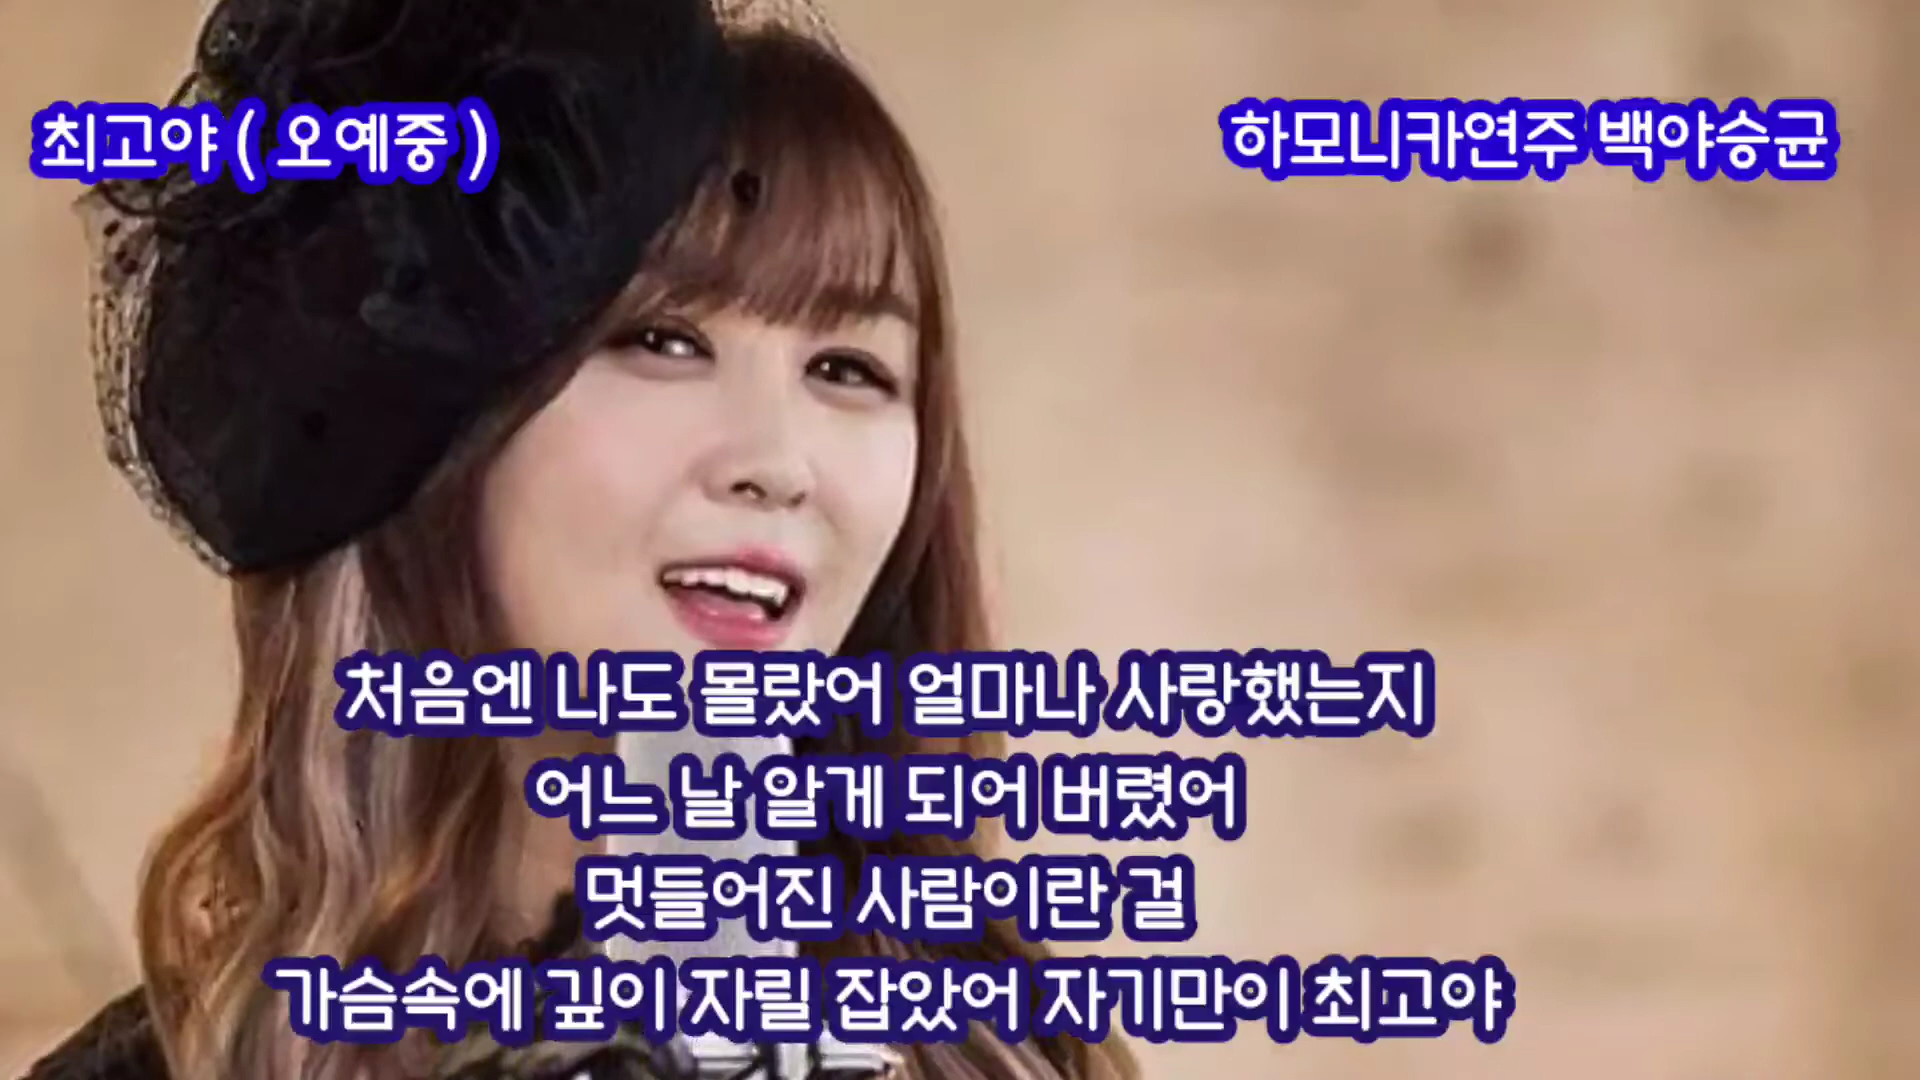 최고야 ( 오예중 )
하모니카연주 백야승균
처음엔 나도 몰랐어 얼마나 사랑했는지
어느 날 알게 되어 버렸어
멋들어진 사람이란 걸
가슴속에 깊이 자릴 잡았어 자기만이 최고야